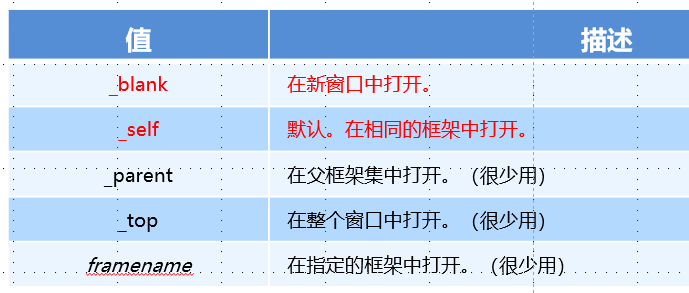 值 描述
_blank 在新窗口中打开。
_self 默认。在相同的框架中打开。
_parent 在父框架集中打开。（很少用）
_top 在整个窗口中打开。（很少用）
framename 在指定的框架中打开。（很少用）